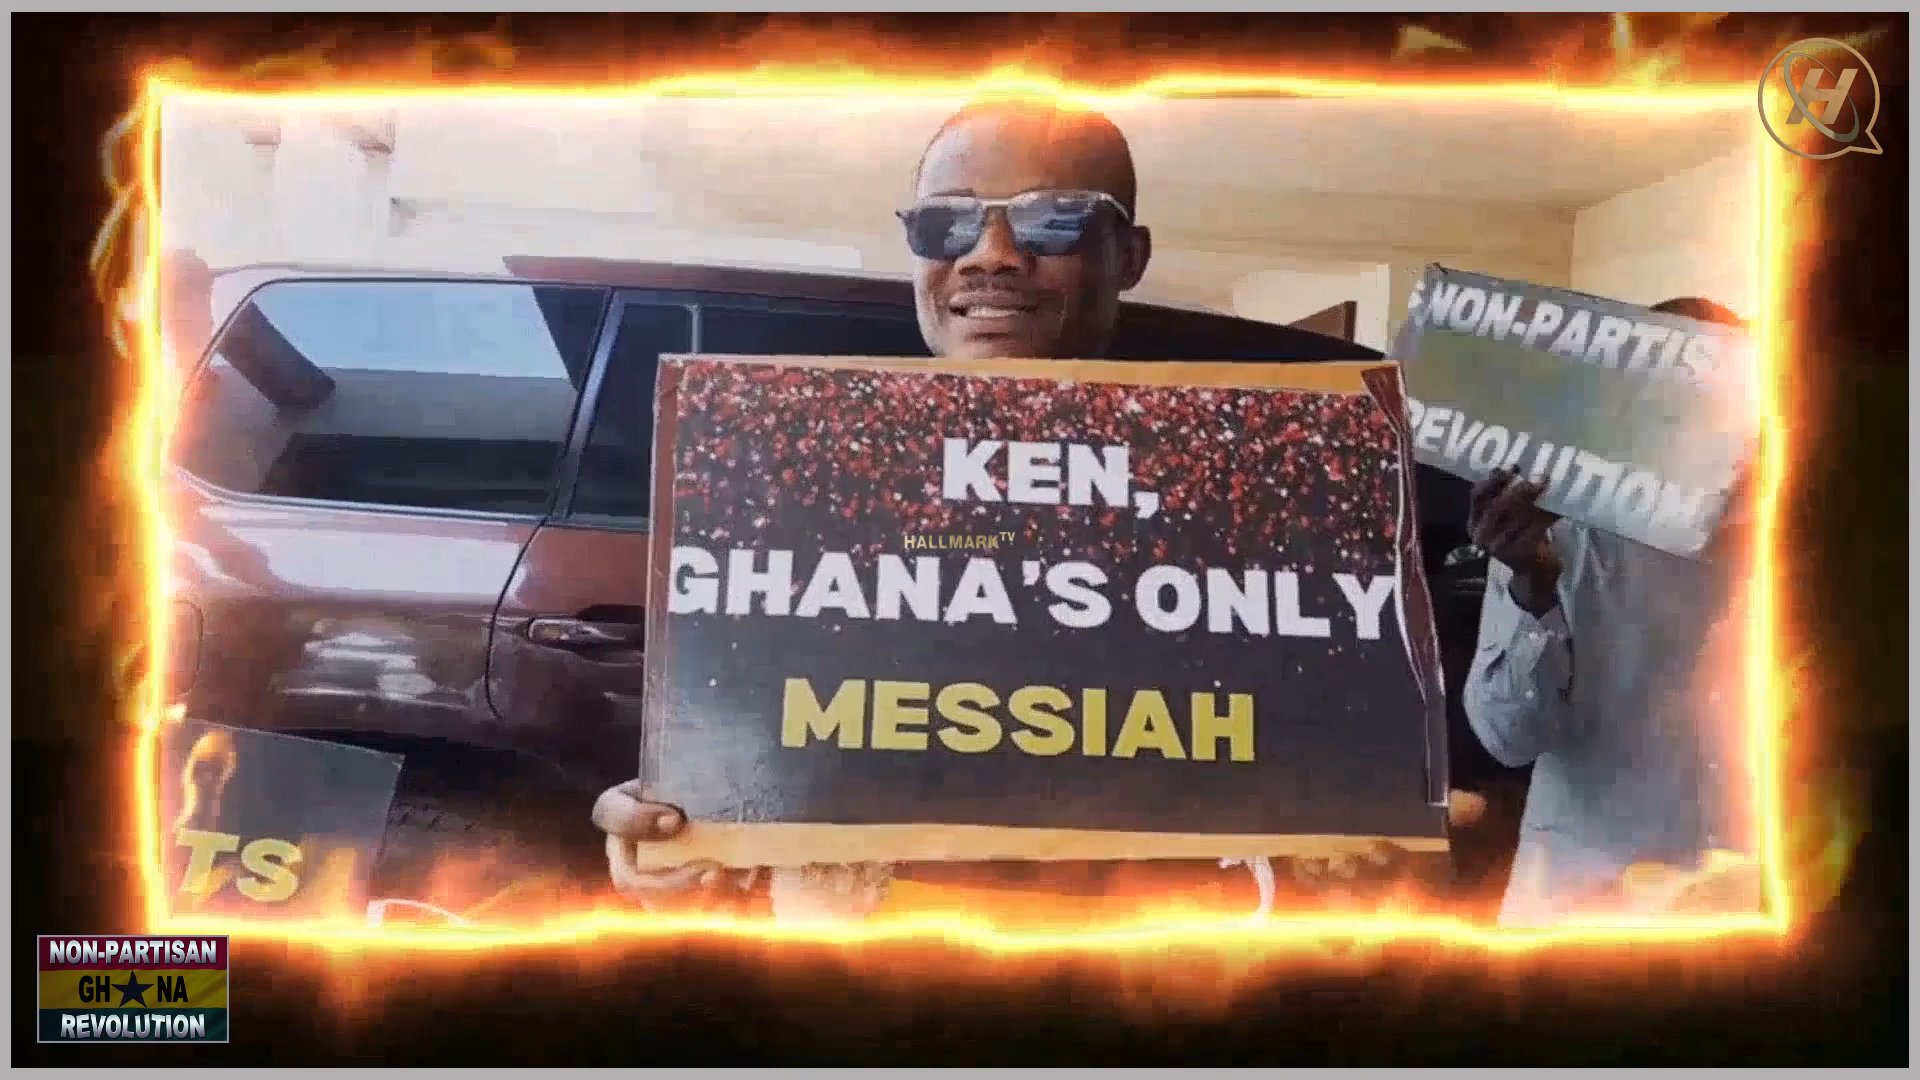 H
NON-PARTIS
REVOLUTION
KEN,
HALLMARK TV
GHANA'S ONLY
MESSIAH
TS
NON-PARTISAN
GH★NA
REVOLUTION